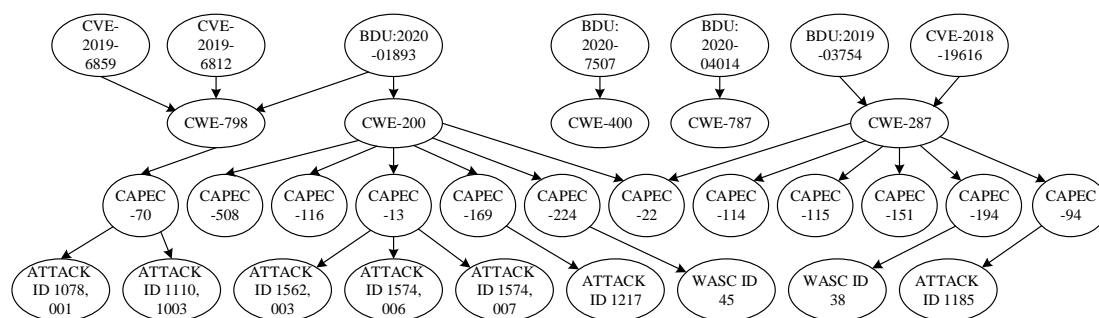 CVE-
2019-
6859
CVE-
2019-
6812
BDU:2020
-01893
BDU:
2020-
7507
BDU:
2020-
04014
BDU:2019
-03754
CVE-2018
-19616
CWE-798
CWE-200
CWE-400
CWE-787
CWE-287
CAPEC
-70
CAPEC
-508
CAPEC
-116
CAPEC
-13
CAPEC
-169
CAPEC
-224
CAPEC
-22
CAPEC
-114
CAPEC
-115
CAPEC
-151
CAPEC
-194
CAPEC
-94
ATTACK
ID 1078,
001
ATTACK
ID 1110,
1003
ATTACK
ID 1562,
003
ATTACK
ID 1574,
006
ATTACK
ID 1574,
007
ATTACK
ID 1217
WASC ID
45
WASC ID
38
ATTACK
ID 1185